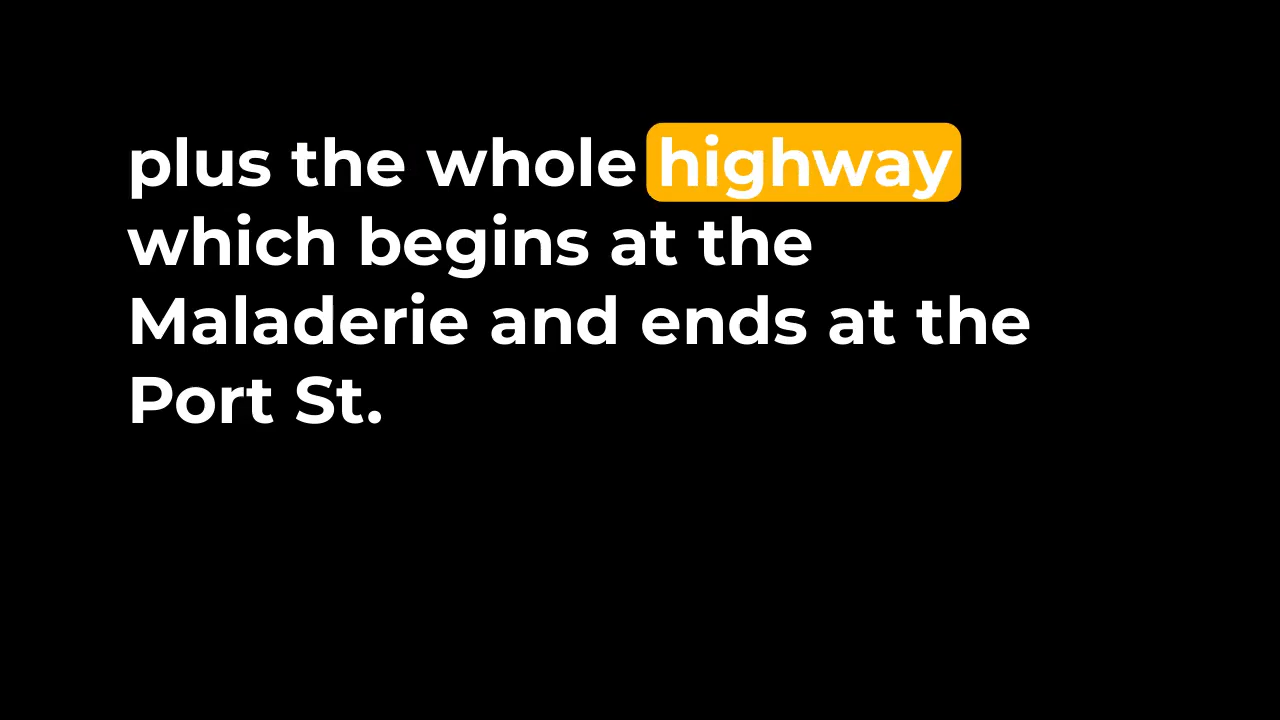 plus the whole highway
which begins at the
Maladerie and ends at the
Port St.